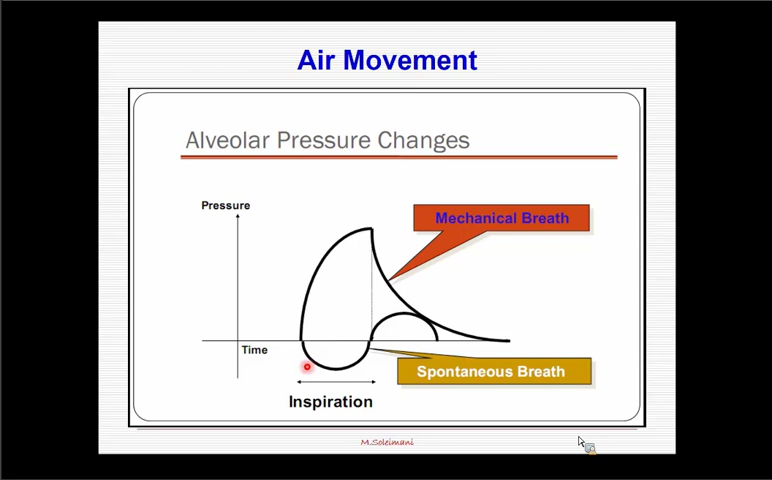 Air Movement
Alveolar Pressure Changes
Pressure
Mechanical Breath
Time
Spontaneous Breath
Inspiration
M.Soleimani